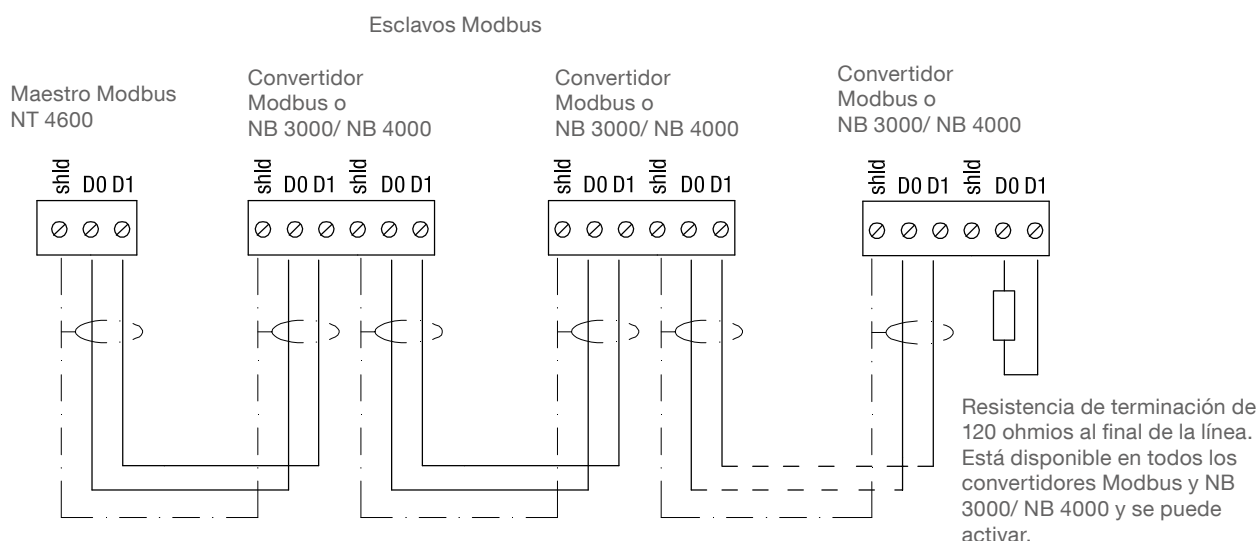 Esclavos Modbus
Maestro Modbus
NT 4600
Convertidor
Modbus o
NB 3000/ NB 4000
Convertidor
Modbus o
NB 3000/ NB 4000
Convertidor
Modbus o
NB 3000/ NB 4000
shld D0 D1
shld D0 D1 shld D0 D1
shld D0 D1 shld D0 D1
shld D0 D1 shld D0 D1
Resistencia de terminación de
120 ohmios al final de la línea.
Está disponible en todos los
convertidores Modbus y NB
3000/ NB 4000 y se puede
activar.